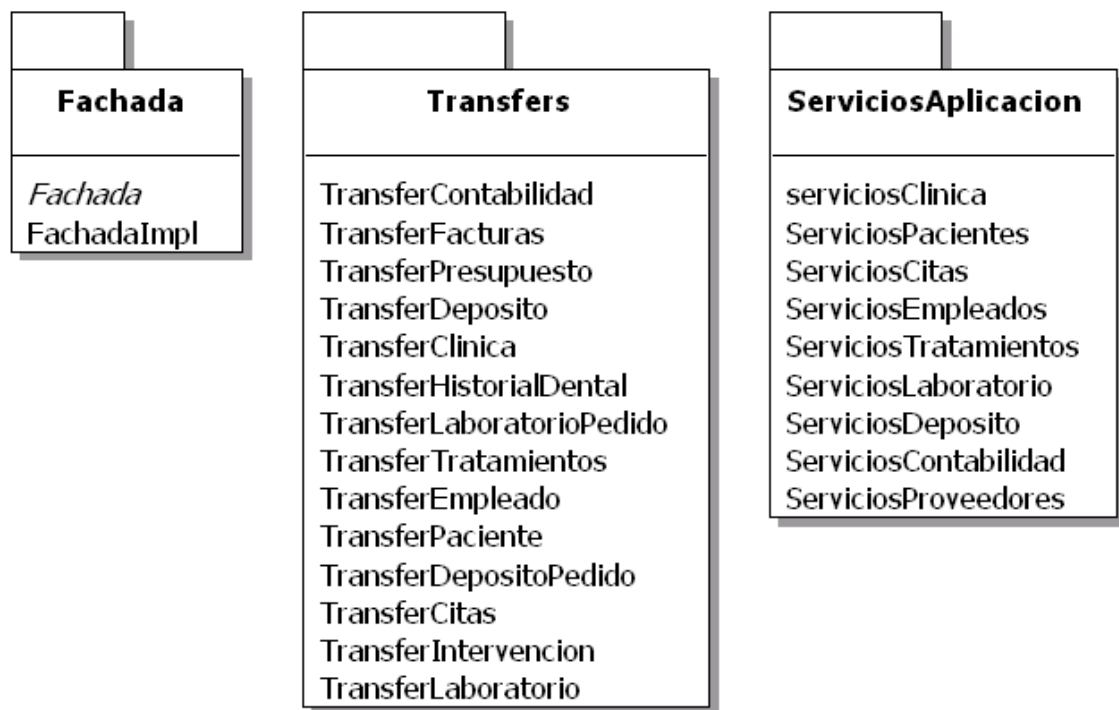 Fachada
Fachada
FachadaImpl
Transfers
TransferContabilidad
TransferFacturas
TransferPresupuesto
TransferDeposito
TransferClinica
TransferHistorialDental
TransferLaboratorioPedido
TransferTratamientos
TransferEmpleado
TransferPaciente
TransferDepositoPedido
TransferCitas
TransferIntervencion
TransferLaboratorio
ServiciosAplicacion
serviciosClinica
ServiciosPacientes
ServiciosCitas
ServiciosEmpleados
ServiciosTratamientos
ServiciosLaboratorio
ServiciosDeposito
ServiciosContabilidad
ServiciosProveedores